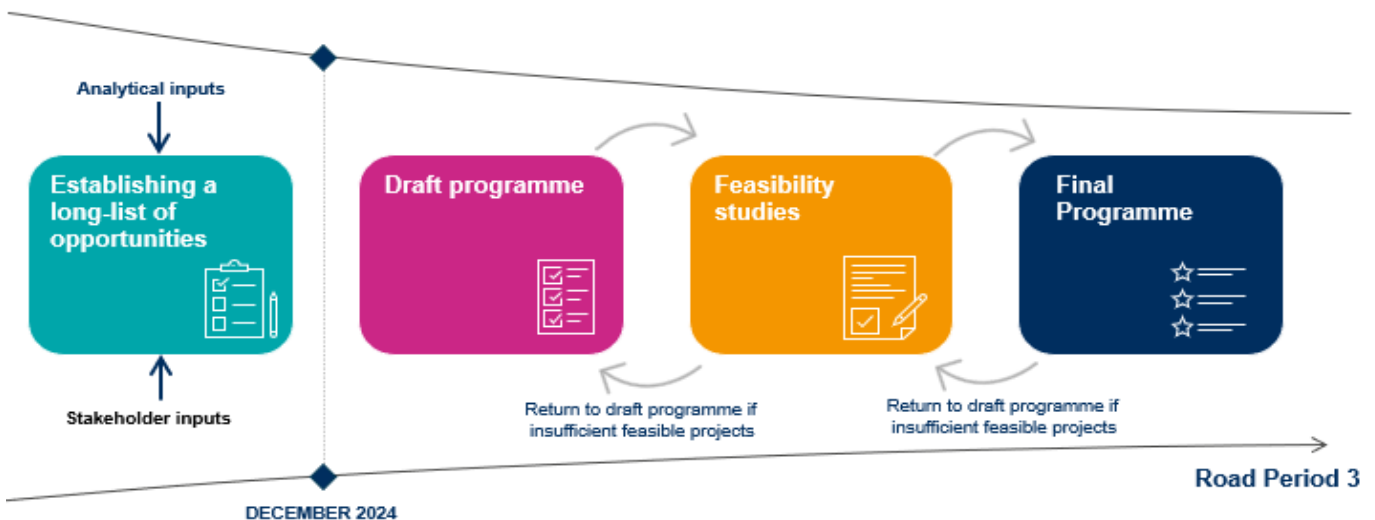 Analytical inputs
Establishing a
long-list of
opportunities
Stakeholder inputs
DECEMBER 2024
Draft programme
Feasibility
studies
Final
Programme
Return to draft programme if
insufficient feasible projects
Return to draft programme if
insufficient feasible projects
Road Period 3